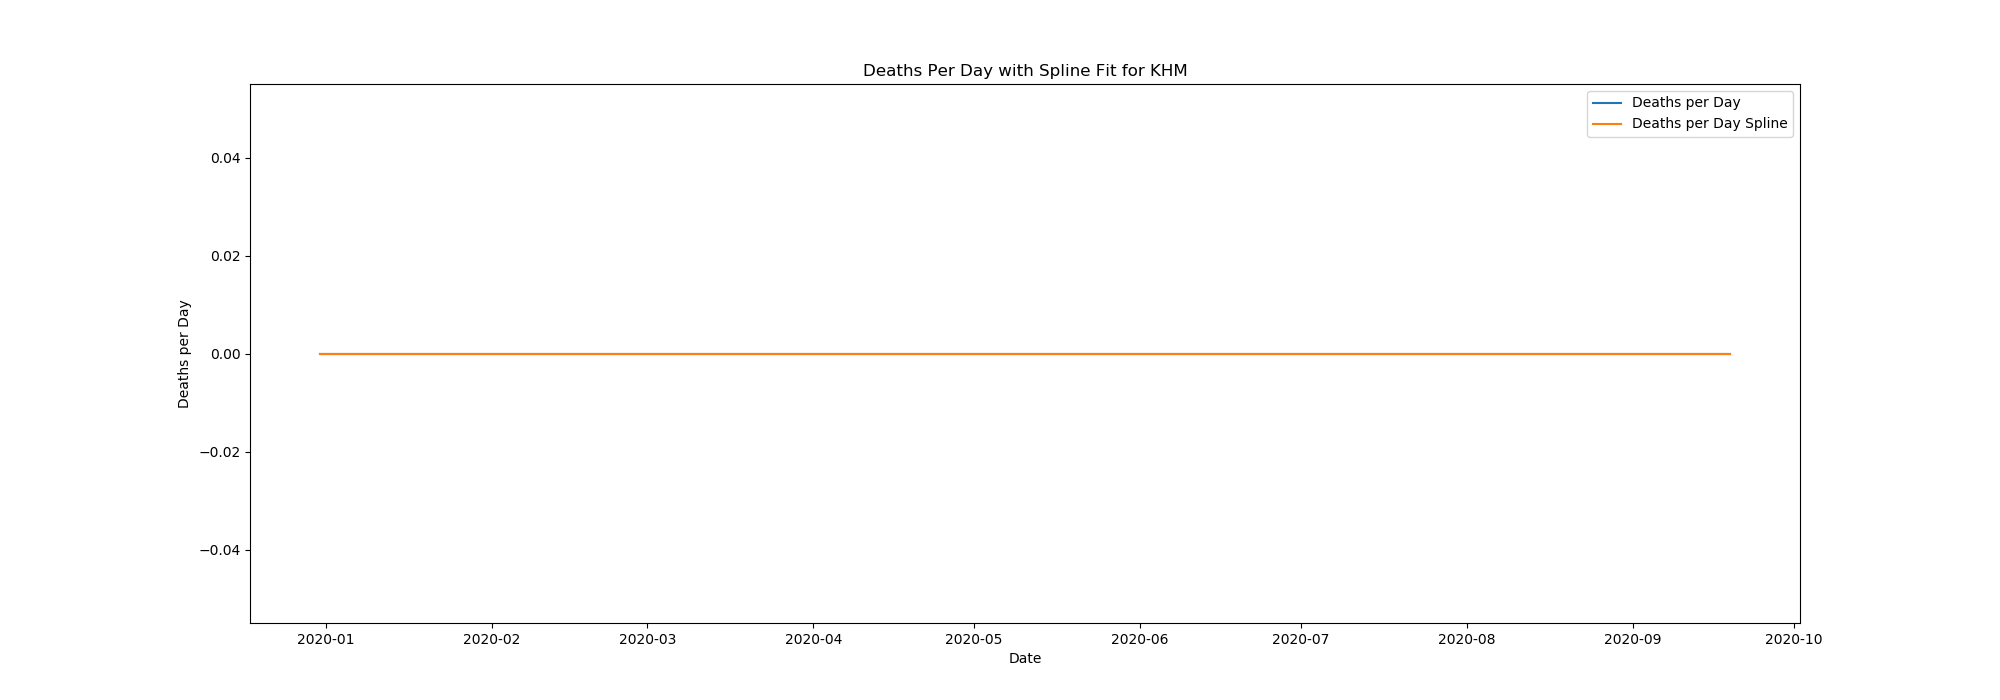 Deaths Per Day with Spline Fit for KHM
Deaths per Day
Deaths per Day Spline
0.04
0.02
0.00
−0.02
−0.04
Deaths per Day
2020-01 2020-02 2020-03 2020-04 2020-05 2020-06 2020-07 2020-08 2020-09 2020-10
Date